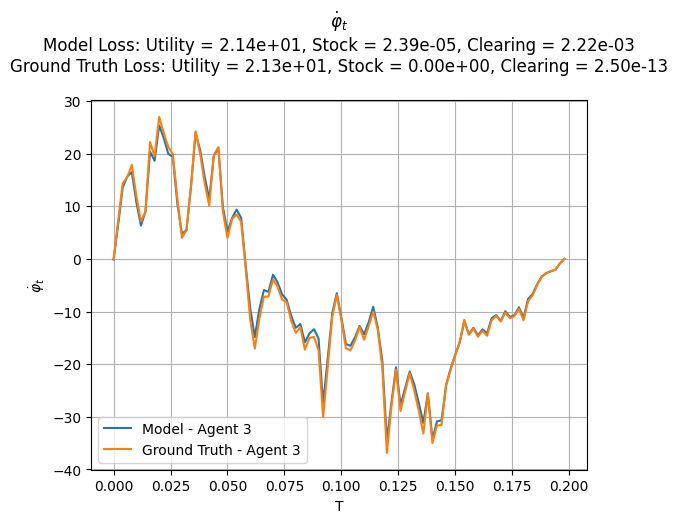 φ̇ₜ
Model Loss: Utility = 2.14e+01, Stock = 2.39e-05, Clearing = 2.22e-03
Ground Truth Loss: Utility = 2.13e+01, Stock = 0.00e+00, Clearing = 2.50e-13
30
20
10
0
−10
−20
−30
−40
φ̇ₜ
Model - Agent 3
Ground Truth - Agent 3
0.000 0.025 0.050 0.075 0.100 0.125 0.150 0.175 0.200
T